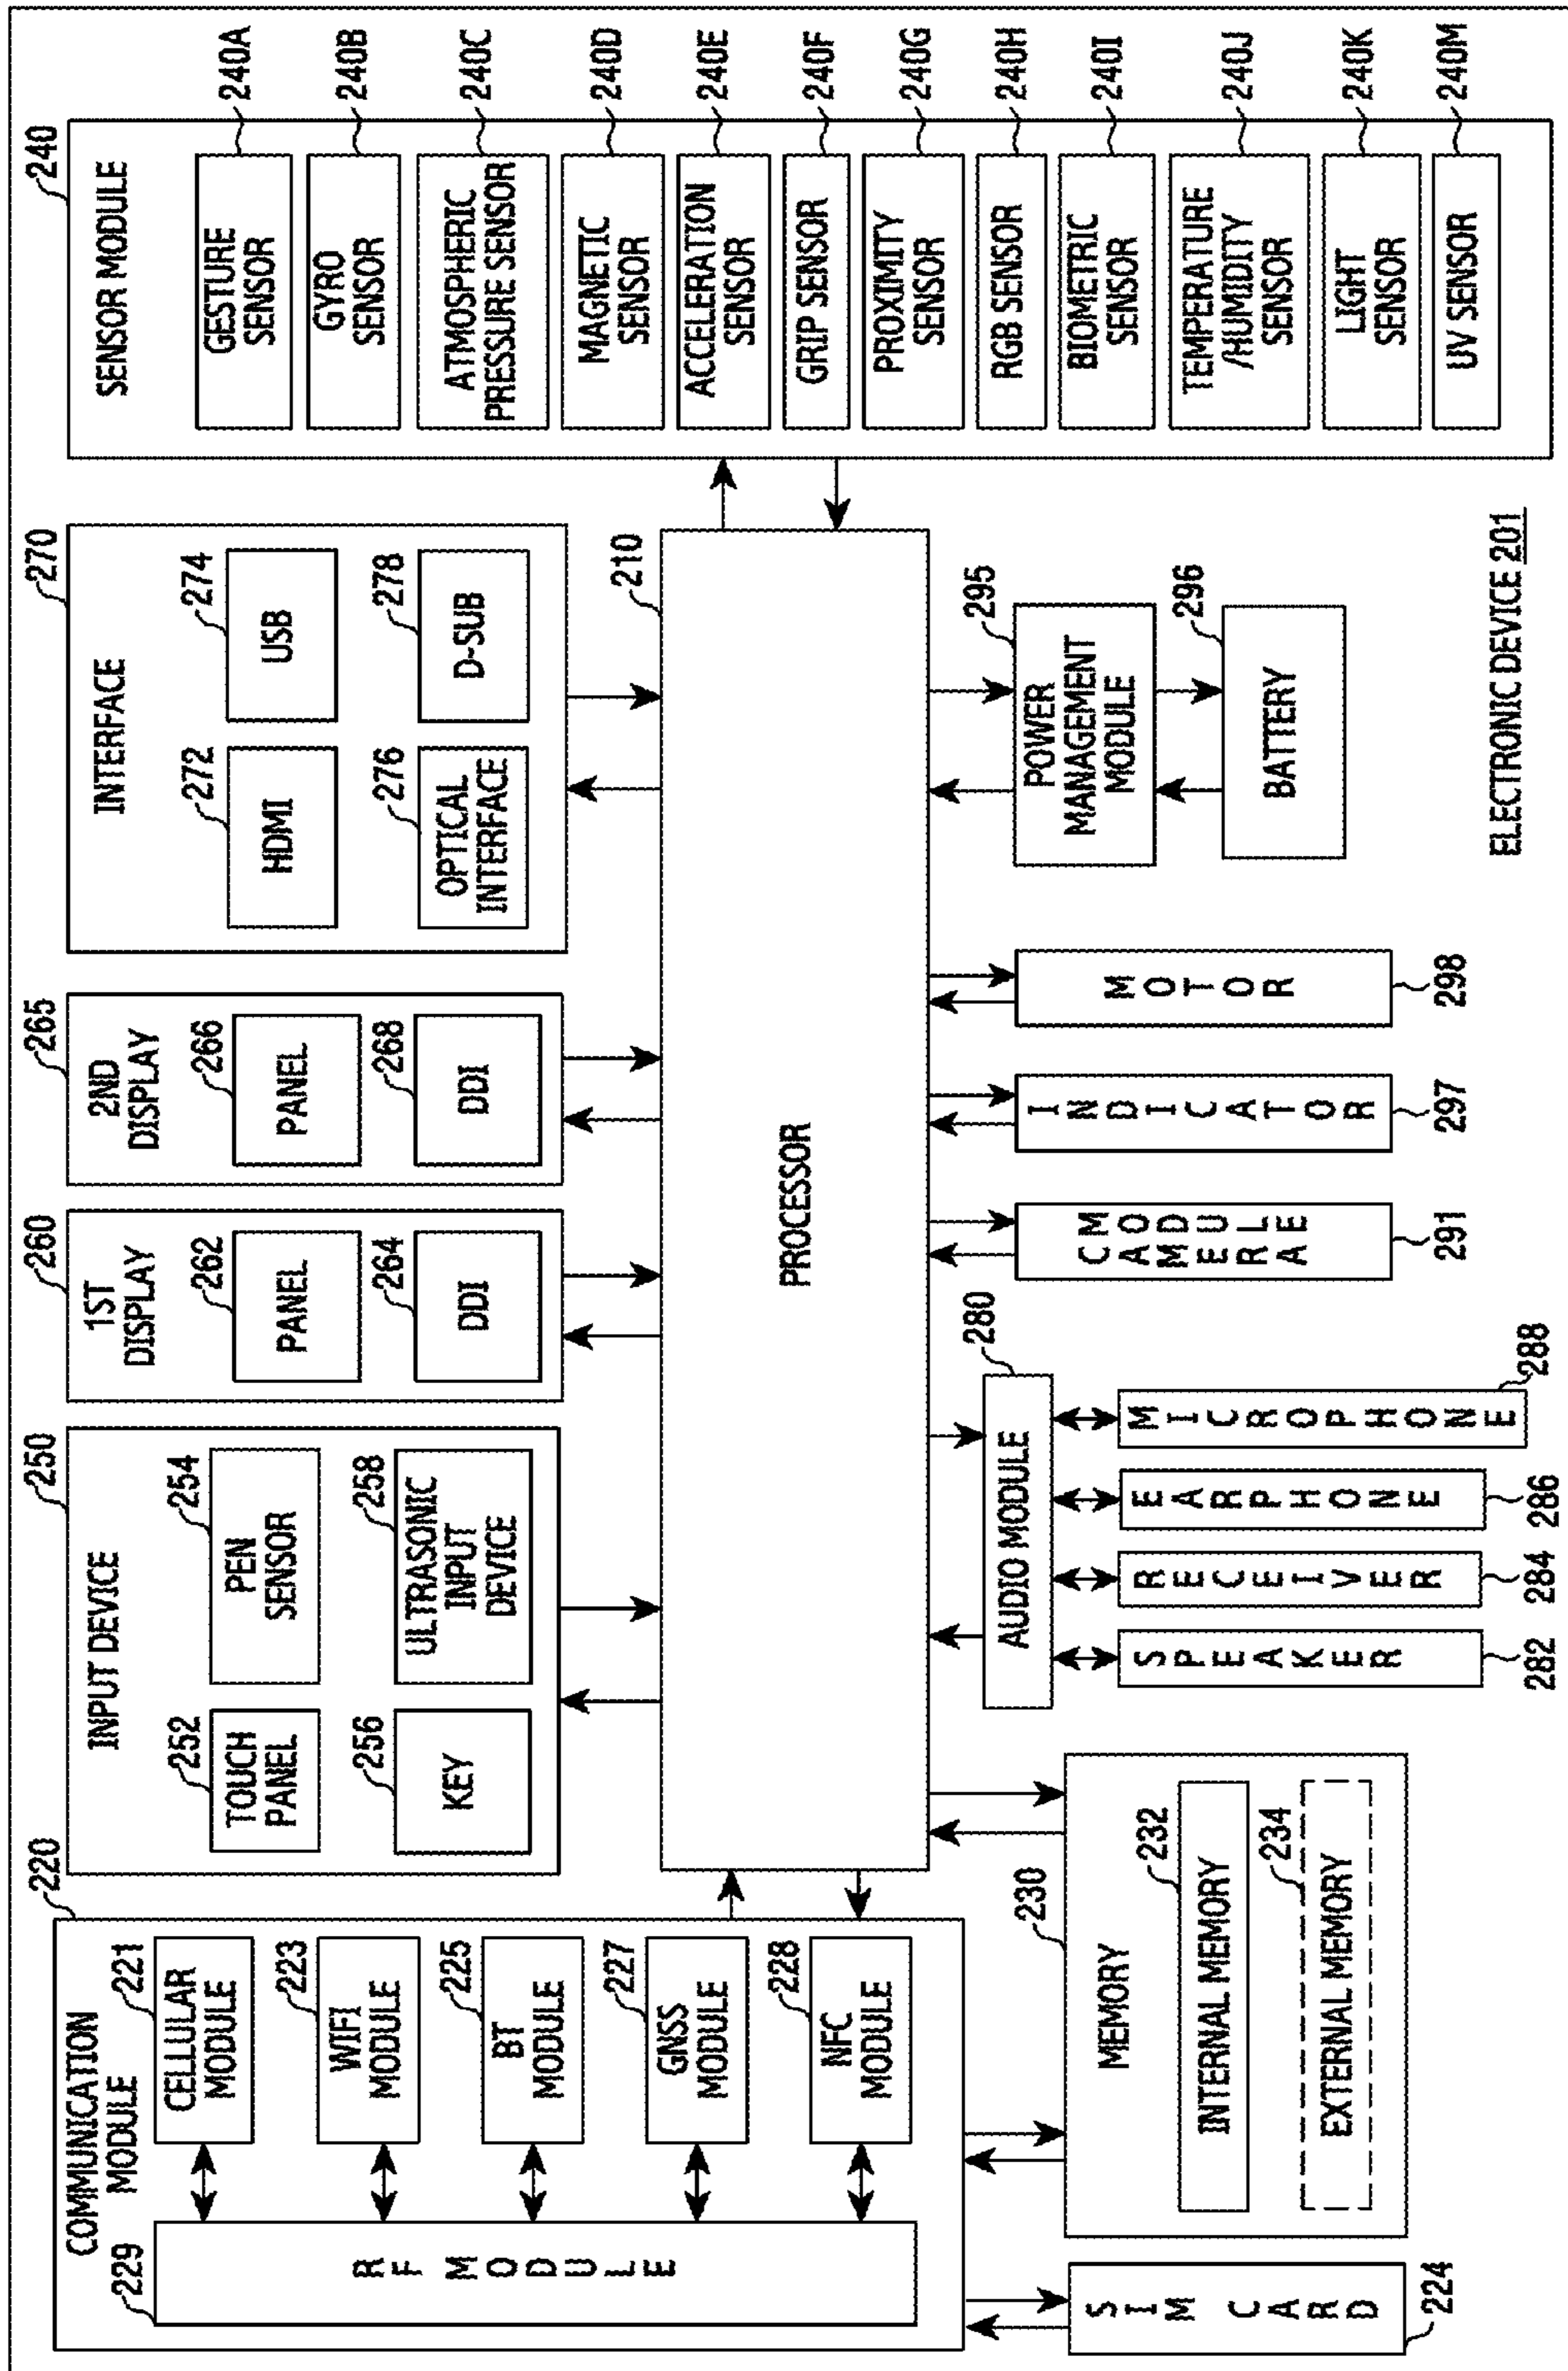 COMMUNICATION
MODULE
220
229
RF MODULE
221
CELLULAR
MODULE
223
WIFI
MODULE
225
BT
MODULE
227
GNSS
MODULE
228
NFC
MODULE
SIM CARD
224
INPUT DEVICE
250
252
TOUCH
PANEL
254
PEN
SENSOR
256
KEY
258
ULTRASONIC
INPUT
DEVICE
1ST
DISPLAY
260
262
PANEL
264
DDI
2ND
DISPLAY
265
266
PANEL
268
DDI
INTERFACE
270
272
HDMI
274
USB
276
OPTICAL
INTERFACE
278
D-SUB
SENSOR MODULE
240
GESTURE
SENSOR
240A
GYRO
SENSOR
240B
ATMOSPHERIC
PRESSURE SENSOR
240C
MAGNETIC
SENSOR
240D
ACCELERATION
SENSOR
240E
GRIP SENSOR
240F
PROXIMITY
SENSOR
240G
RGB SENSOR
240H
BIOMETRIC
SENSOR
240I
TEMPERATURE
/HUMIDITY
SENSOR
240J
LIGHT
SENSOR
240K
UV SENSOR
240M
PROCESSOR
210
MEMORY
230
232
INTERNAL MEMORY
234
EXTERNAL MEMORY
AUDIO MODULE
280
SPEAKER
282
RECEIVER
284
EARPHONE
286
MICROPHONE
288
CAMERA
MODULE
291
INDICATOR
297
MOTOR
298
POWER
MANAGEMENT
MODULE
295
BATTERY
296
ELECTRONIC DEVICE 201